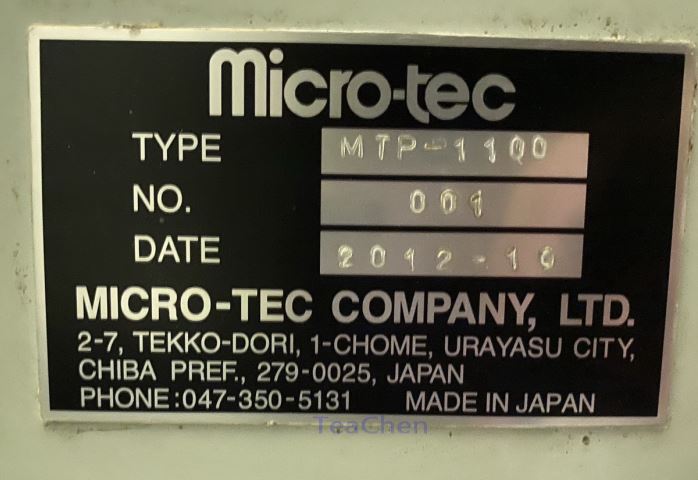 Micro-tec
TYPE MTP-1100
NO. 001
DATE 2012-10
MICRO-TEC COMPANY, LTD.
2-7, TEKKO-DORI, 1-CHOME, URAYASU CITY,
CHIBA PREF., 279-0025, JAPAN
PHONE:047-350-5131 MADE IN JAPAN
TeaChen